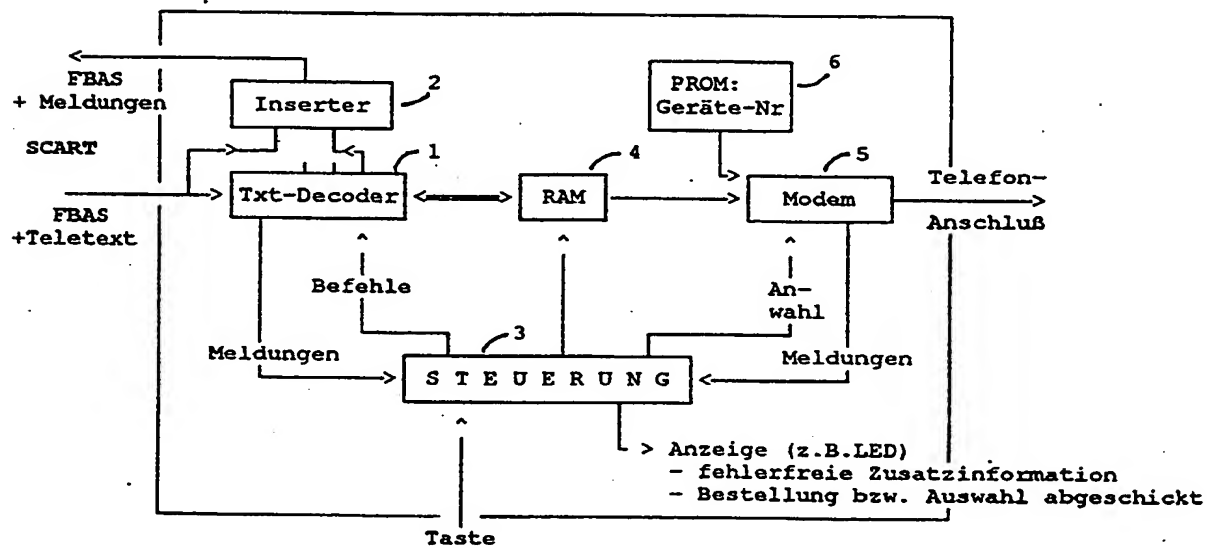 FBAS
+ Meldungen
SCART
FBAS
+Teletext
Inserter
2
PROM:
Geräte-Nr
6
Txt-Decoder
1
RAM
4
Modem
5
Telefon-
Anschluß
Befehle
An-
wahl
Meldungen
Meldungen
3
STEUERUNG
Anzeige (z.B.LED)
- fehlerfreie Zusatzinformation
- Bestellung bzw. Auswahl abgeschickt
Taste